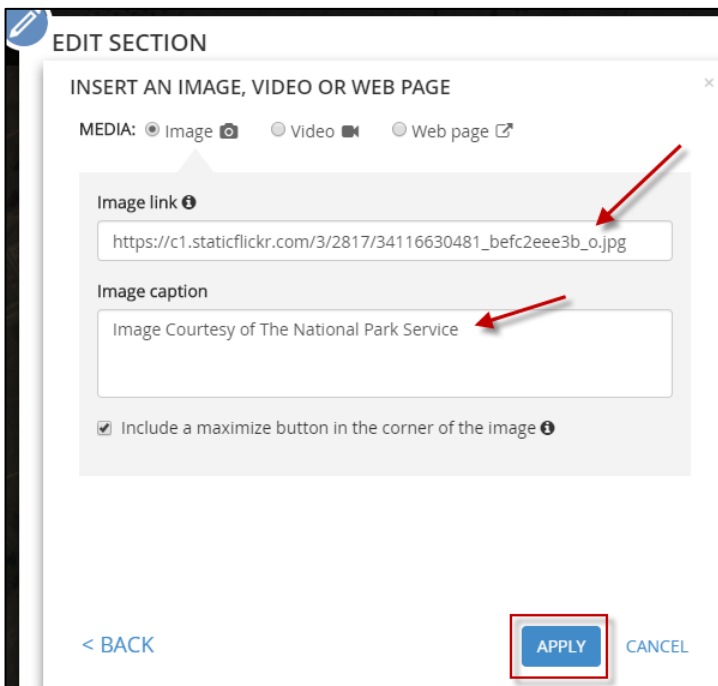 EDIT SECTION
INSERT AN IMAGE, VIDEO OR WEB PAGE ×
MEDIA: Image Video Web page
Image link
https://c1.staticflickr.com/3/2817/34116630481_befc2eee3b_o.jpg
Image caption
Image Courtesy of The National Park Service
Include a maximize button in the corner of the image
< BACK APPLY CANCEL